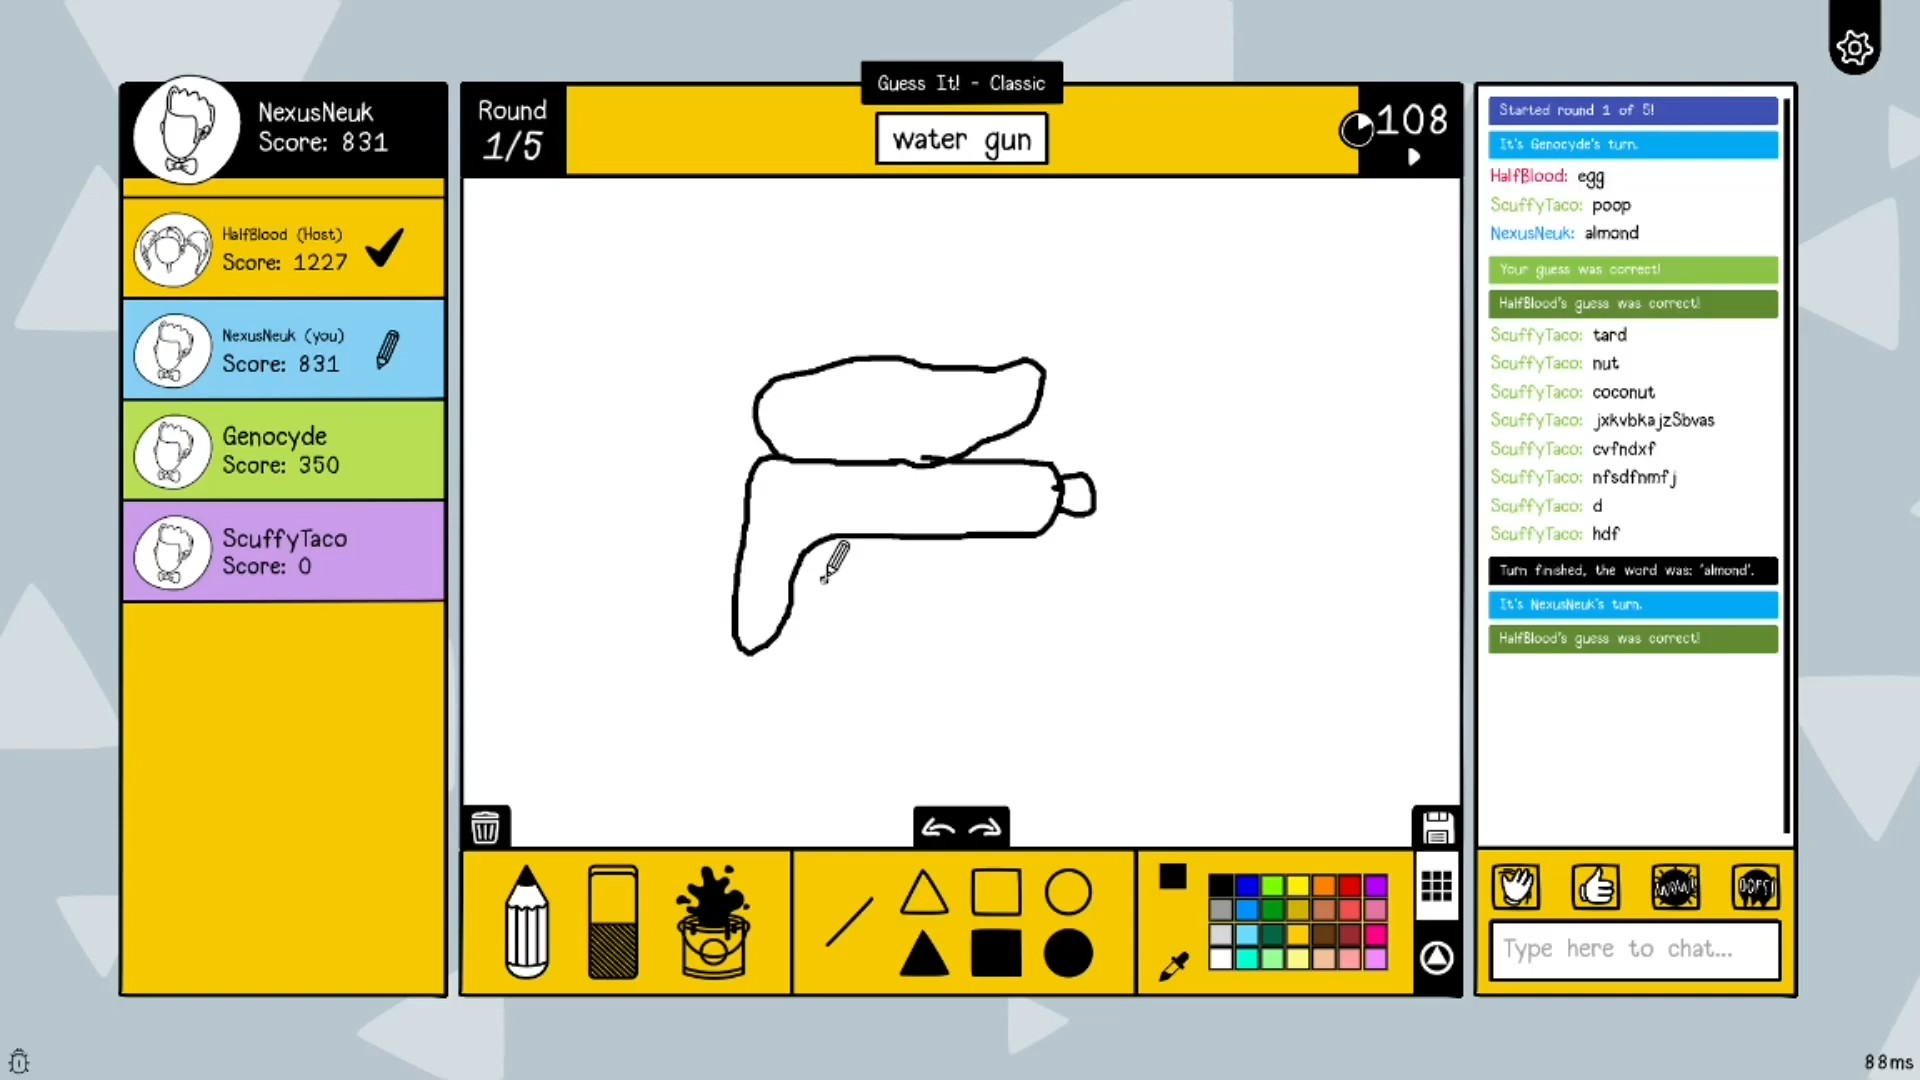 Guess It! - Classic
NexusNeuk
Score: 831
Round
1/5
water gun
108
HalfBlood (Host)
Score: 1227
NexusNeuk (you)
Score: 831
Genocyde
Score: 350
ScuffyTaco
Score: 0
Started round 1 of 5!
It's Genocyde's turn.
HalfBlood: egg
ScuffyTaco: poop
NexusNeuk: almond
Your guess was correct!
HalfBlood's guess was correct!
ScuffyTaco: tard
ScuffyTaco: nut
ScuffyTaco: coconut
ScuffyTaco: jxkvbkajzSbvas
ScuffyTaco: cvfndxf
ScuffyTaco: nfsdfnmfj
ScuffyTaco: d
ScuffyTaco: hdf
Turn finished, the word was: 'almond'.
It's NexusNeuk's turn.
HalfBlood's guess was correct!
WOW!
OOPS!
Type here to chat...
88ms